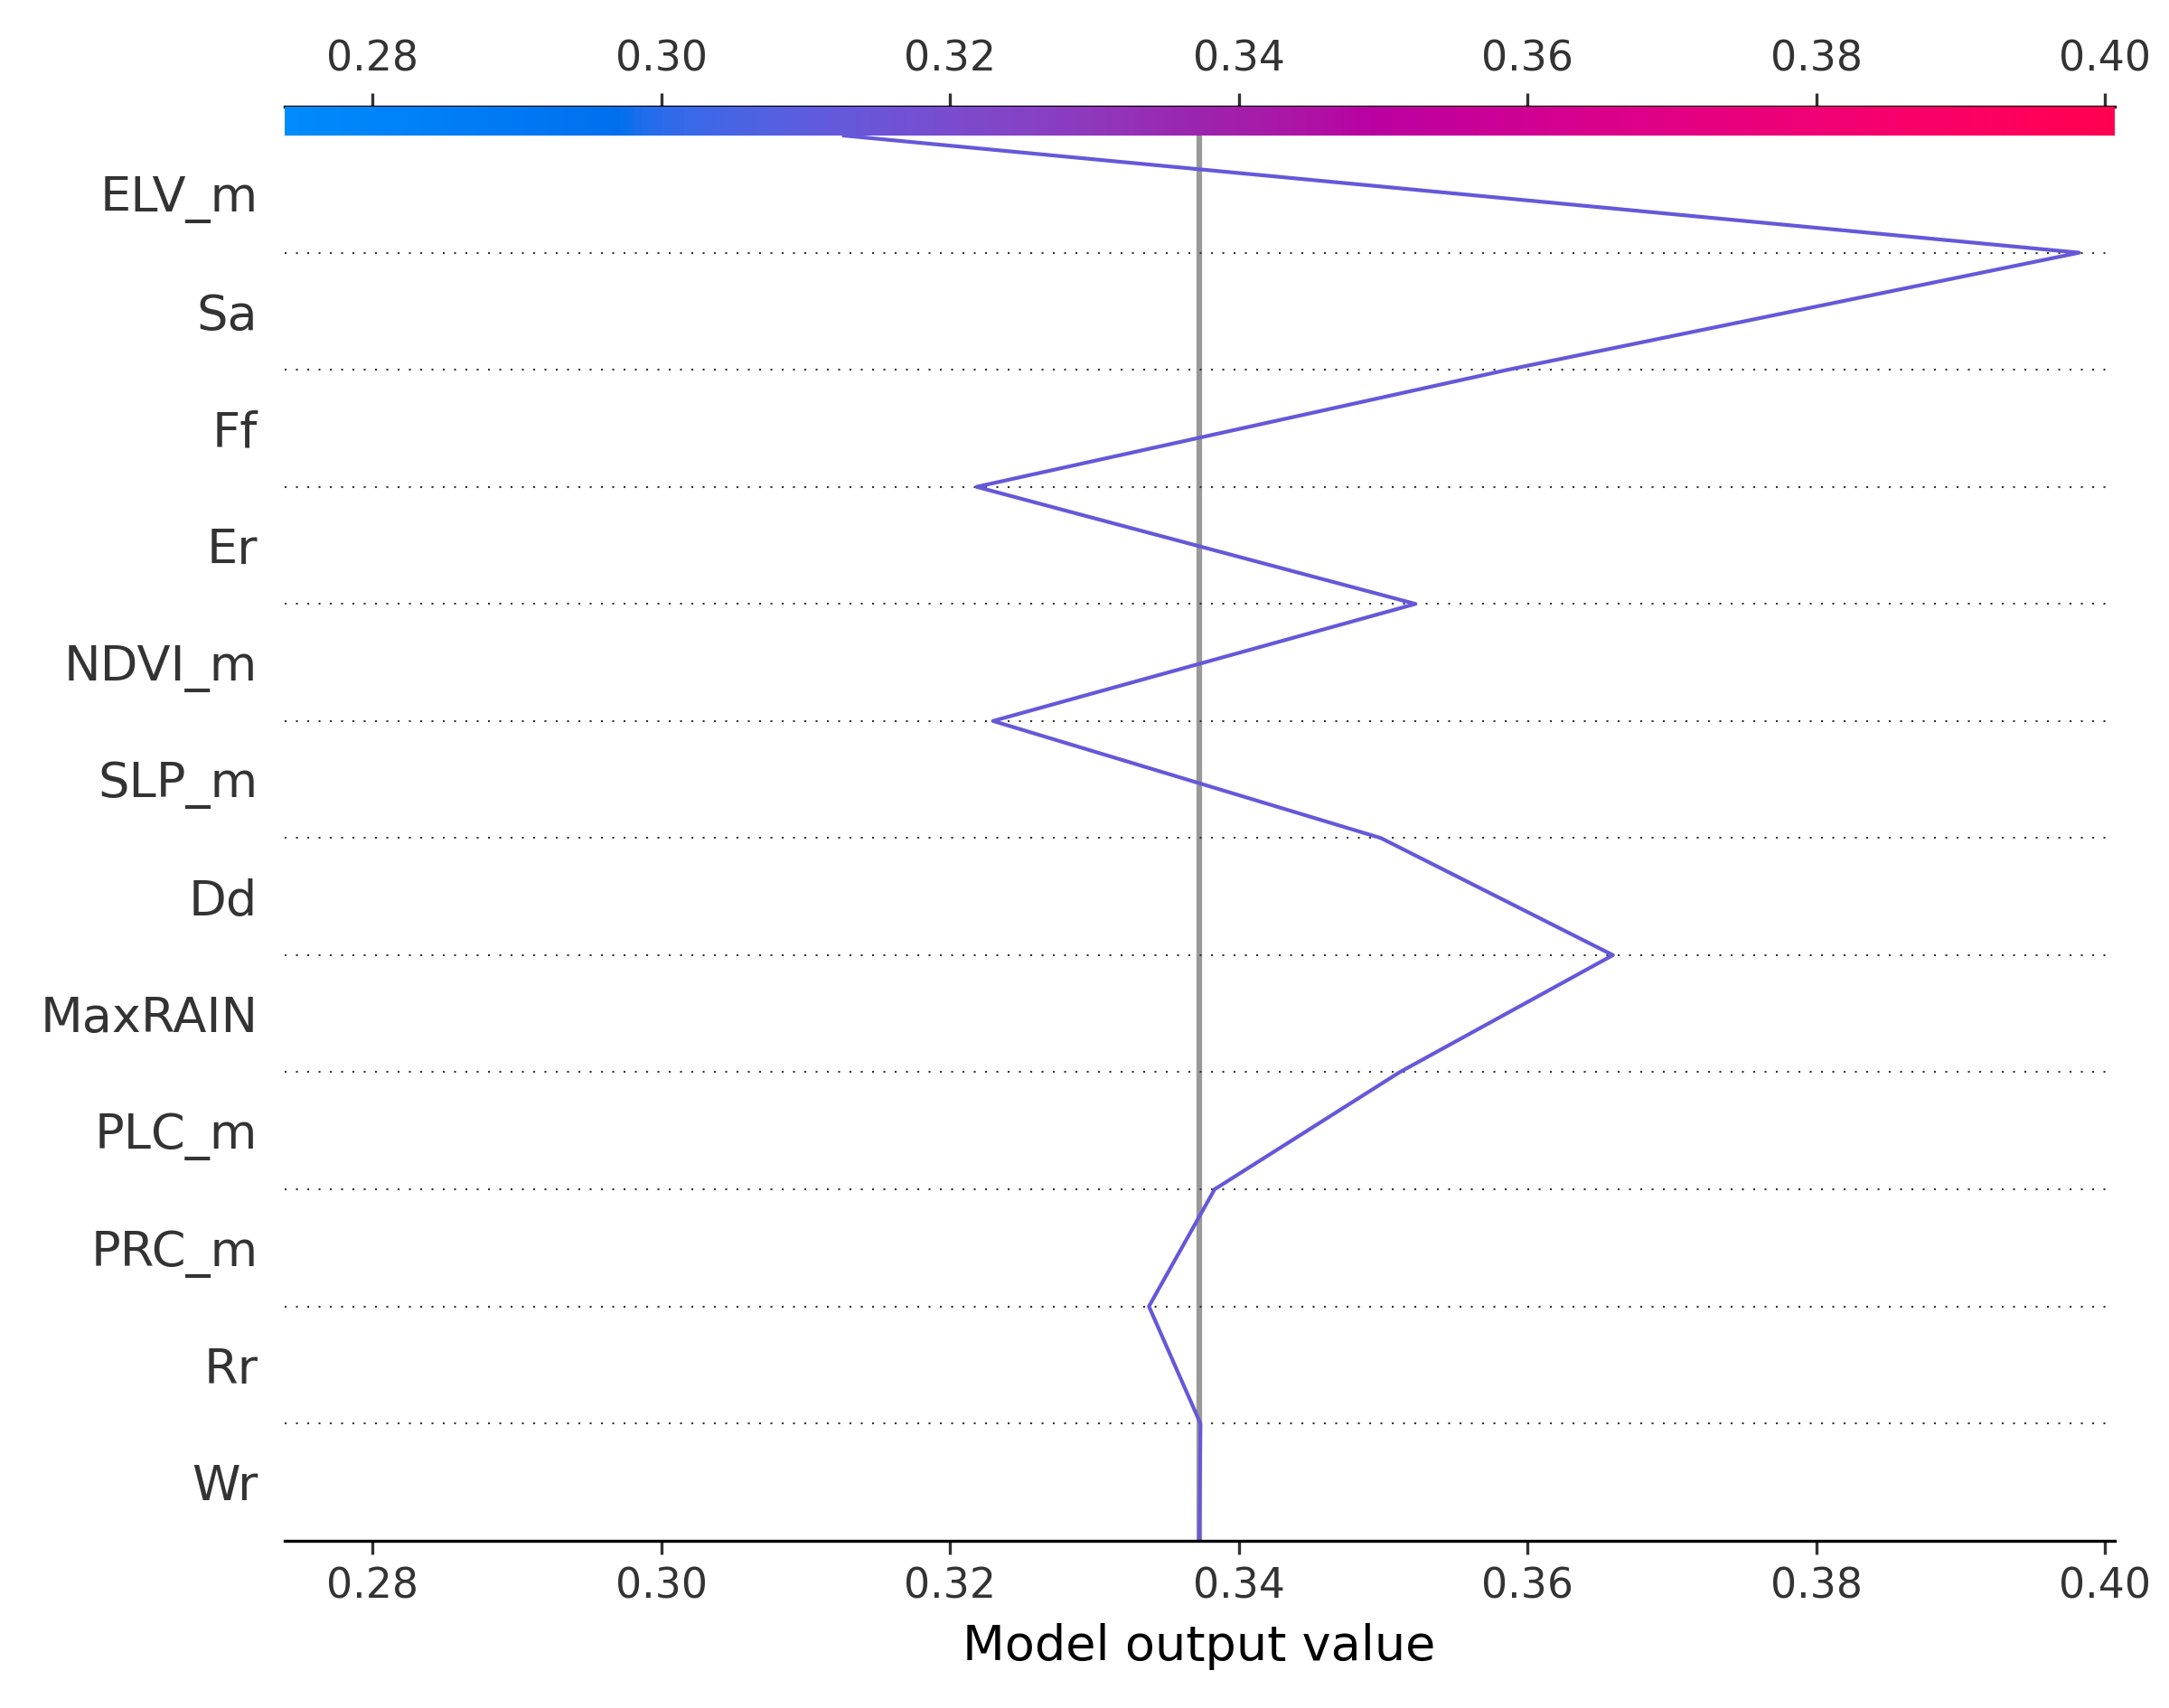 0.28 0.30 0.32 0.34 0.36 0.38 0.40
ELV_m
Sa
Ff
Er
NDVI_m
SLP_m
Dd
MaxRAIN
PLC_m
PRC_m
Rr
Wr
0.28 0.30 0.32 0.34 0.36 0.38 0.40
Model output value